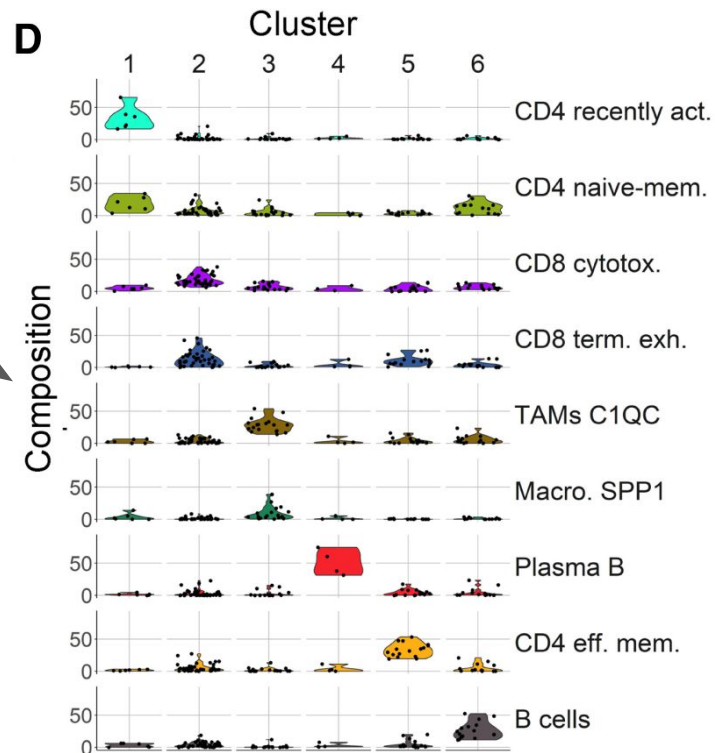 D
Cluster
1 2 3 4 5 6
Composition
50
0
CD4 recently act.
50
0
CD4 naive-mem.
50
0
CD8 cytotox.
50
0
CD8 term. exh.
50
0
TAMs C1QC
50
0
Macro. SPP1
50
0
Plasma B
50
0
CD4 eff. mem.
50
0
B cells